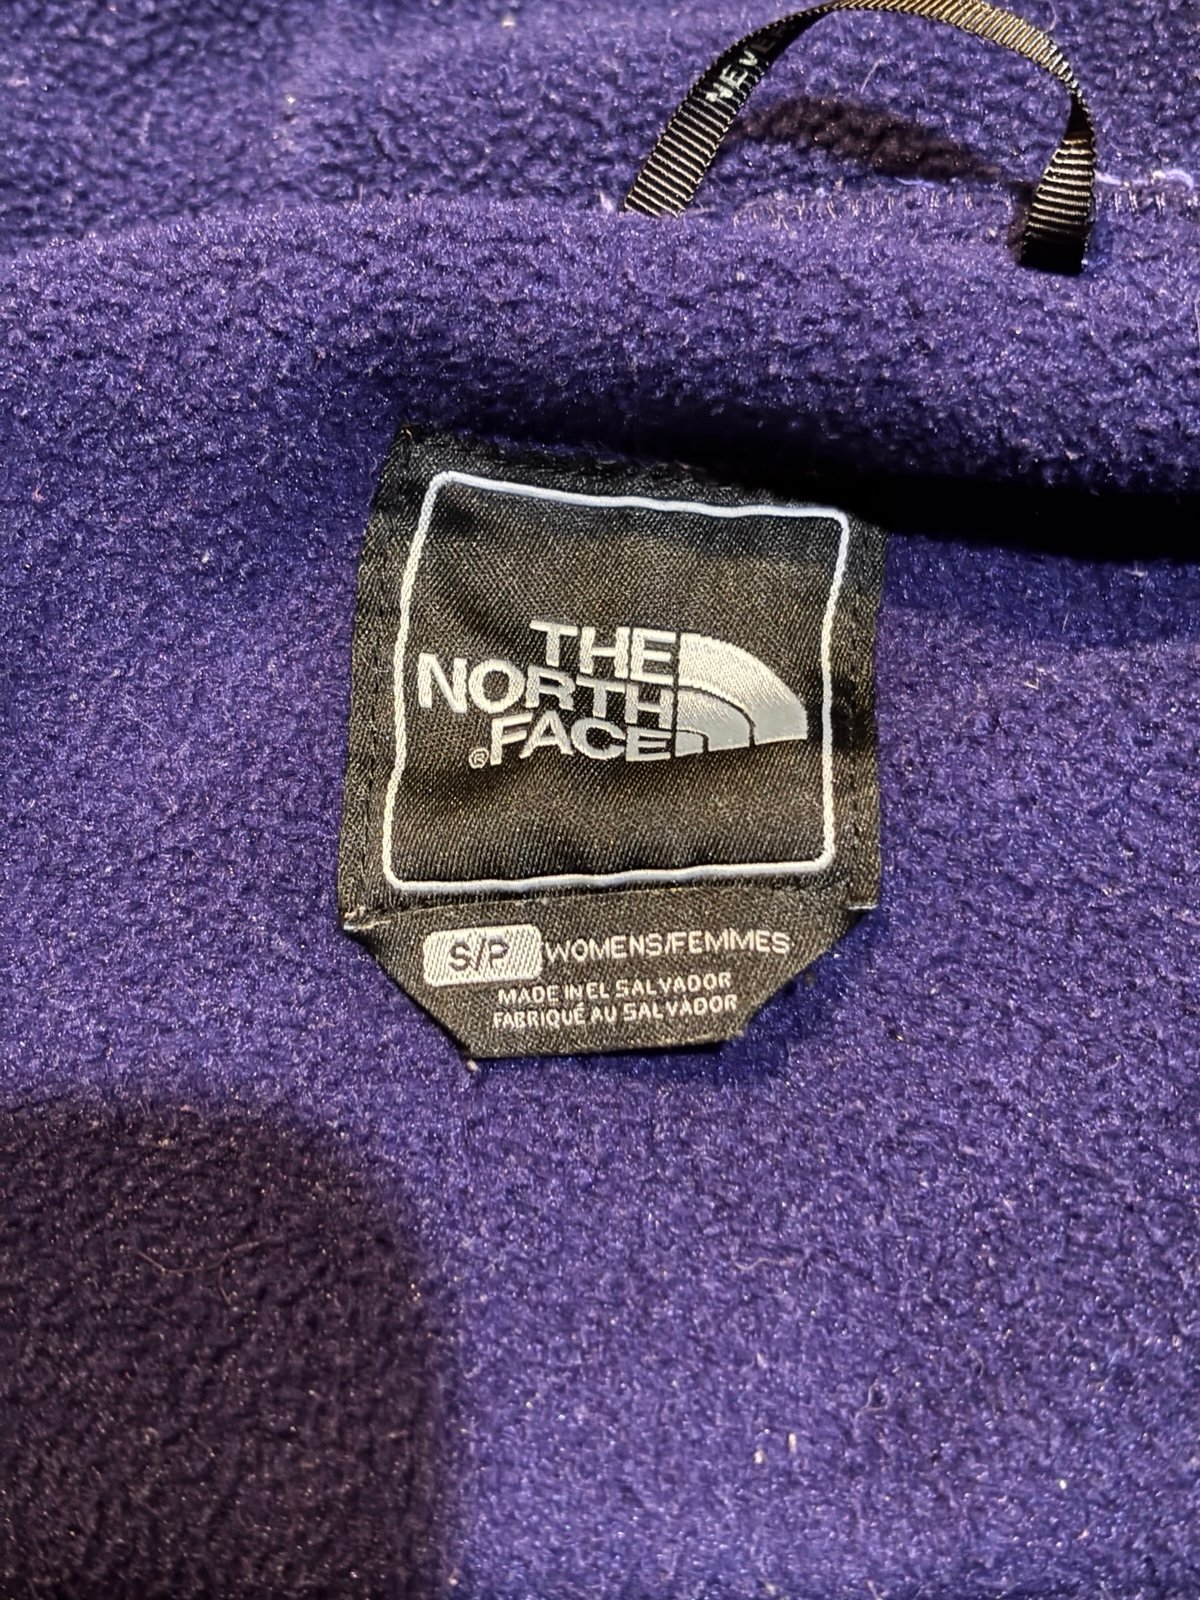 NEVER
THE
NORTH
FACE®
S/P WOMENS/FEMMES
MADE IN EL SALVADOR
FABRIQUÉ AU SALVADOR